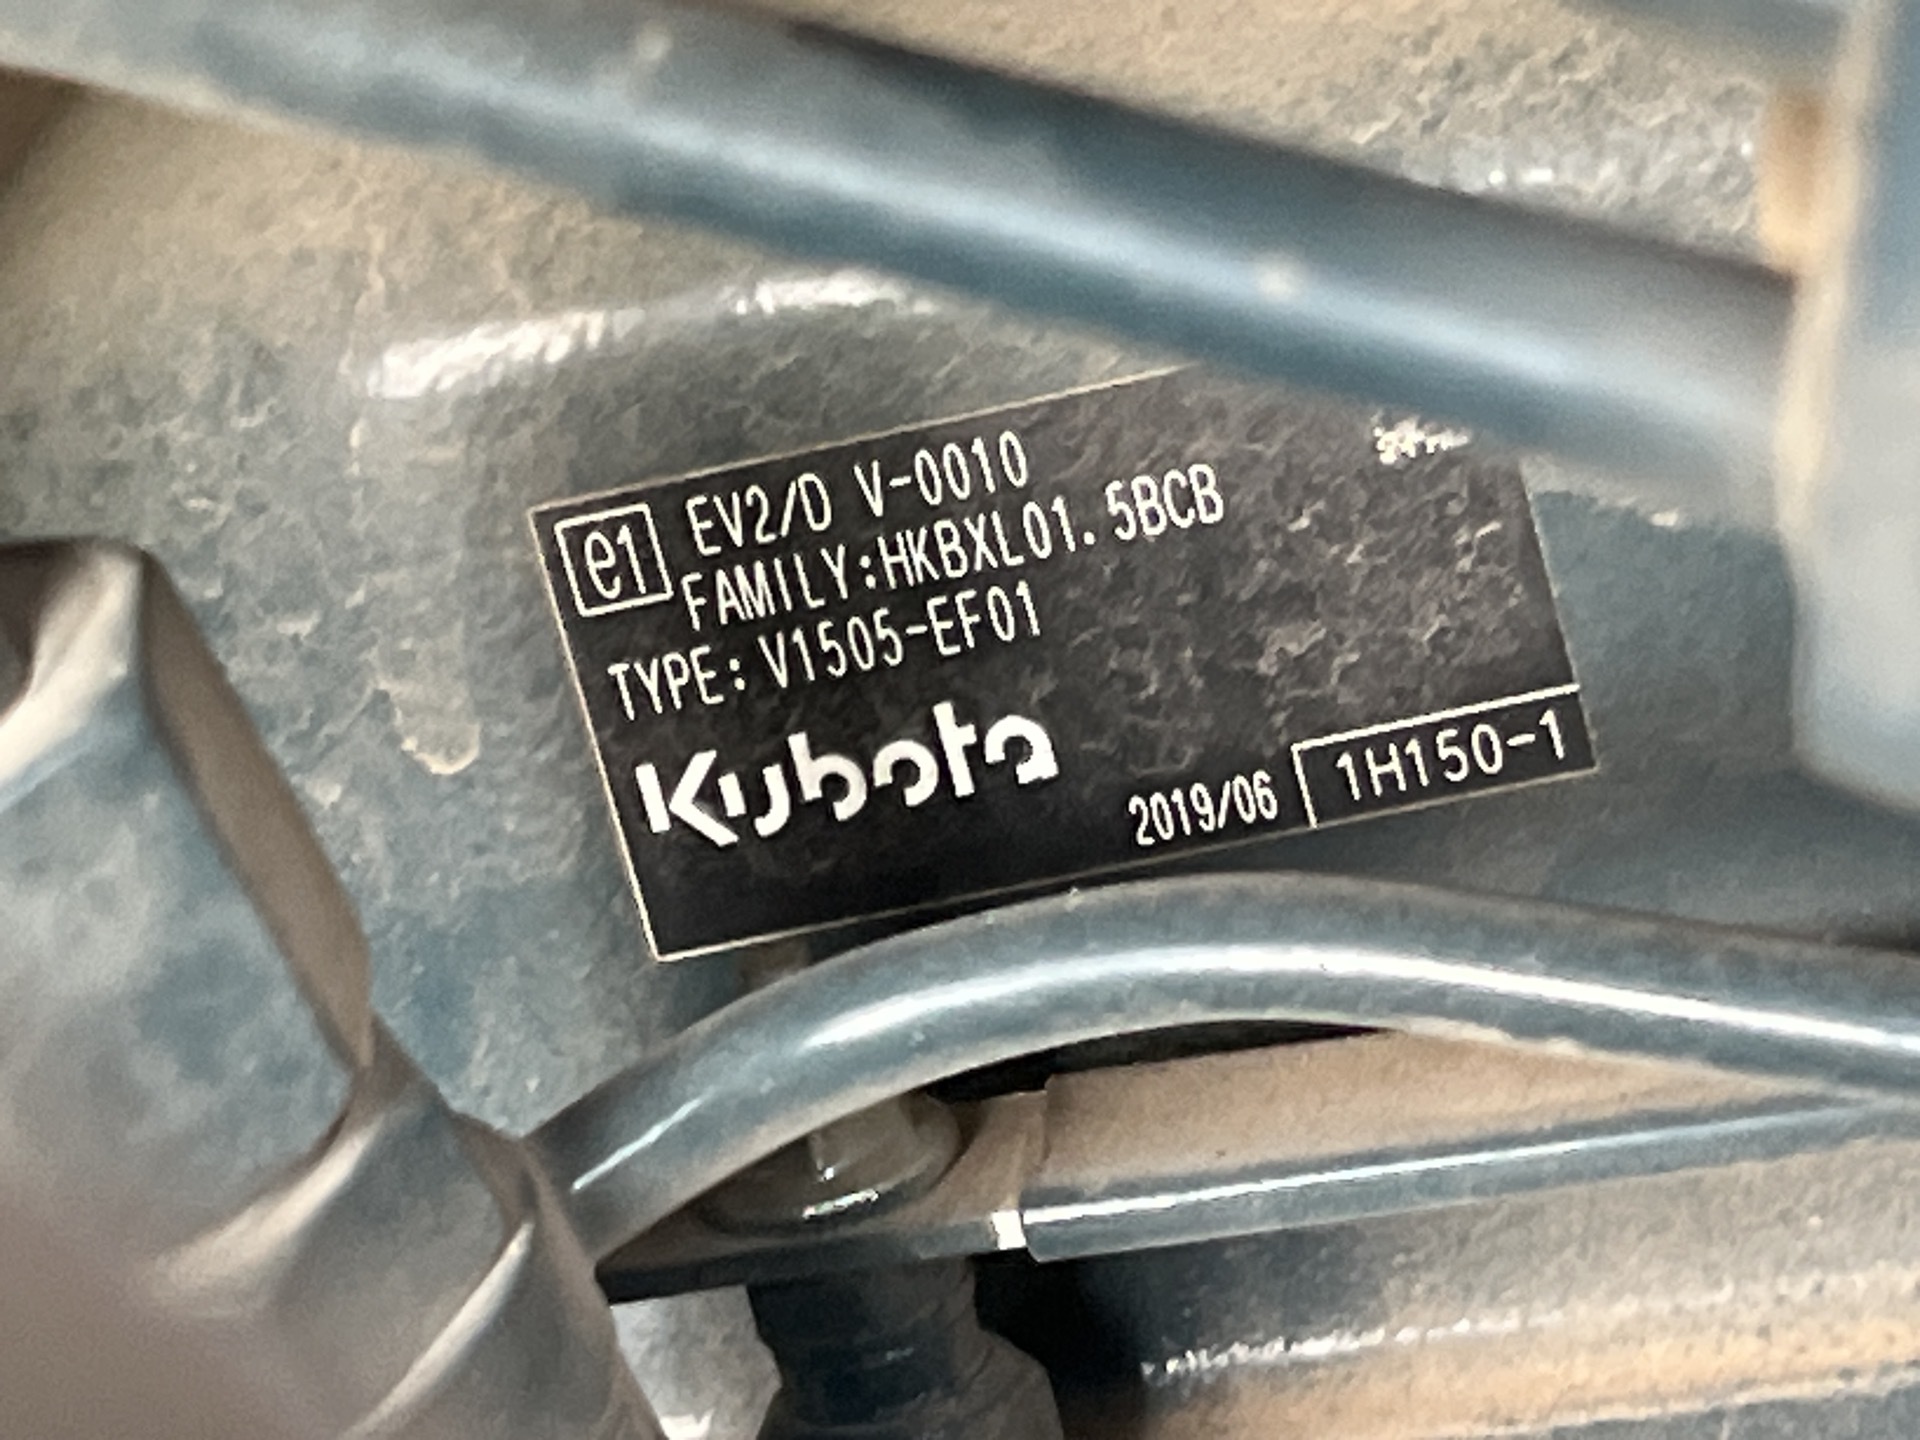 e1 EV2/D V-0010
FAMILY:HKBXL01.5BCB
TYPE: V1505-EF01
Kubota
2019/06 1H150-1